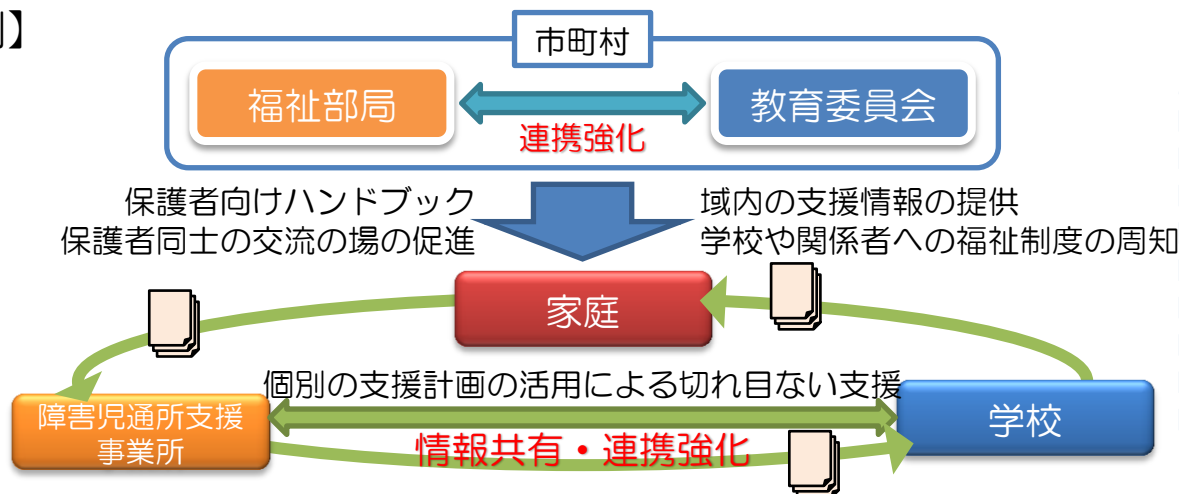 】
市町村
福祉部局
教育委員会
連携強化
保護者向けハンドブック
保護者同士の交流の場の促進
域内の支援情報の提供
学校や関係者への福祉制度の周知
家庭
個別の支援計画の活用による切れ目ない支援
障害児通所支援
事業所
学校
情報共有・連携強化